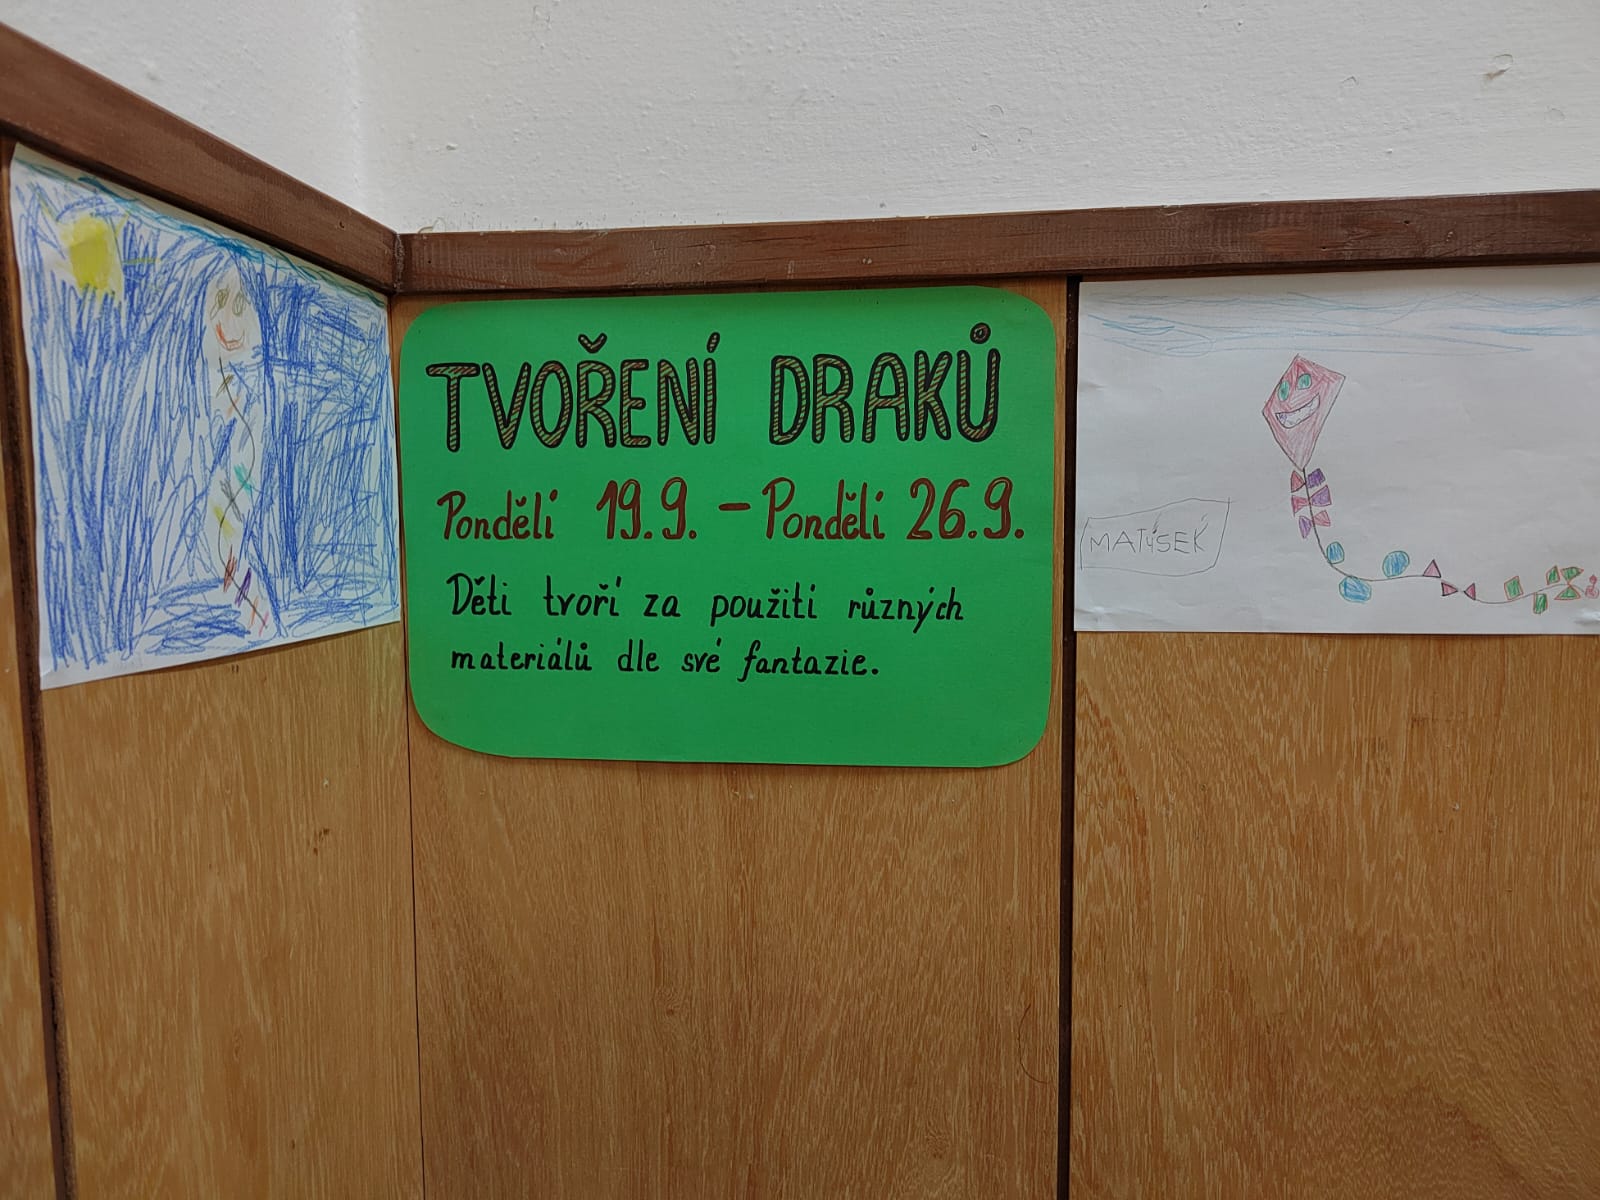 TVOŘENÍ DRAKŮ
Pondělí 19.9. – Pondělí 26.9.
Děti tvoří za použití různých
materiálů dle své fantazie.
MATÝSEK